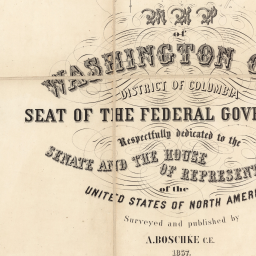 MAP
of
WASHINGTON C
DISTRICT OF COLUMBIA
SEAT OF THE FEDERAL GOVER
Respectfully dedicated to the
SENATE AND THE HOUSE
OF REPRESENT
of the
UNITED STATES OF NORTH AMER
Surveyed and published by
A.BOSCHKE C.E.
1857.